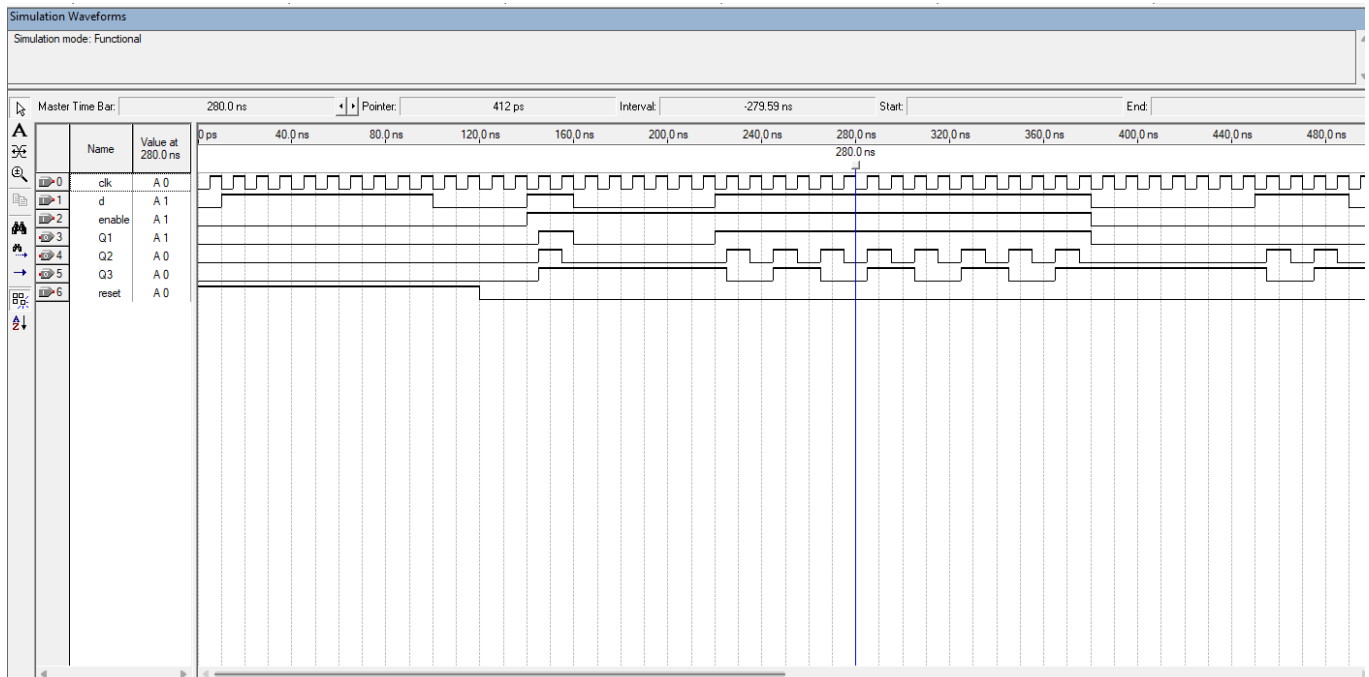 Simulation Waveforms
Simulation mode: Functional
Master Time Bar: 280.0 ns Pointer: 412 ps Interval: -279.59 ns Start: End:
Name Value at 280.0 ns 0 ps 40.0 ns 80.0 ns 120.0 ns 160.0 ns 200.0 ns 240.0 ns 280.0 ns 320.0 ns 360.0 ns 400.0 ns 440.0 ns 480.0 ns
280.0 ns
0 clk A 0
1 d A 1
2 enable A 1
3 Q1 A 1
4 Q2 A 0
5 Q3 A 0
6 reset A 0